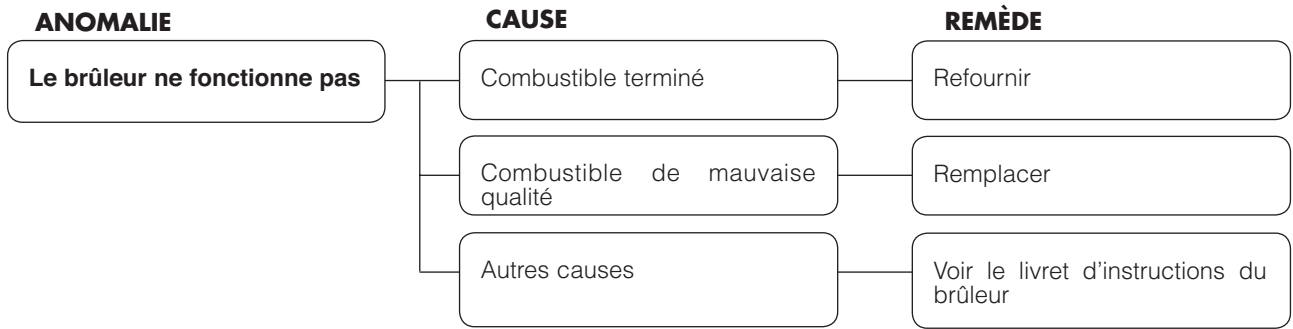 ANOMALIE
CAUSE
REMÈDE
Le brûleur ne fonctionne pas
Combustible terminé
Refournir
Combustible de mauvaise
qualité
Remplacer
Autres causes
Voir le livret d'instructions du
brûleur